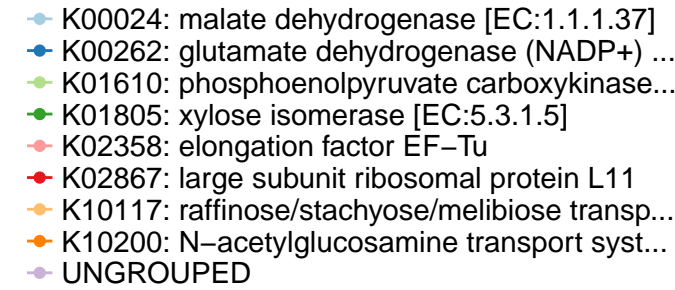 K00024: malate dehydrogenase [EC:1.1.1.37]
K00262: glutamate dehydrogenase (NADP+) ...
K01610: phosphoenolpyruvate carboxykinase...
K01805: xylose isomerase [EC:5.3.1.5]
K02358: elongation factor EF−Tu
K02867: large subunit ribosomal protein L11
K10117: raffinose/stachyose/melibiose transp...
K10200: N−acetylglucosamine transport syst...
UNGROUPED